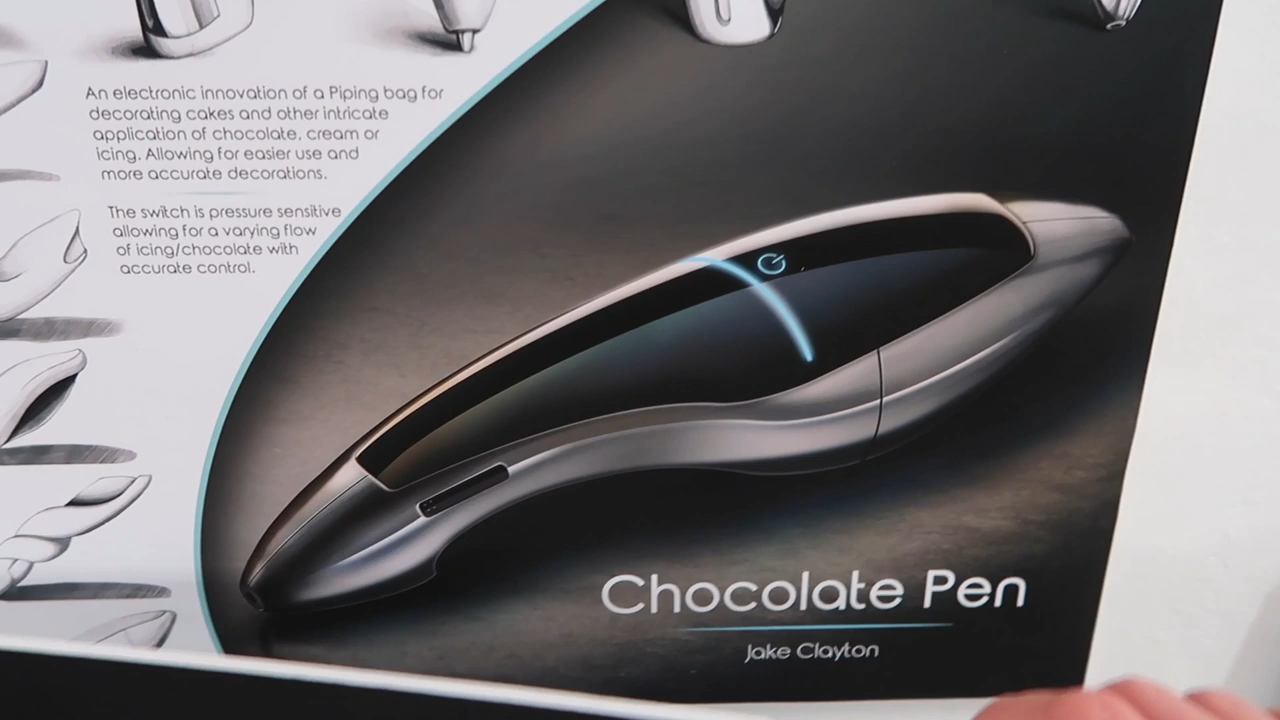 An electronic innovation of a Piping bag for
decorating cakes and other intricate
application of chocolate, cream or
icing. Allowing for easier use and
more accurate decorations.
The switch is pressure sensitive
allowing for a varying flow
of icing/chocolate with
accurate control.
Chocolate Pen
Jake Clayton